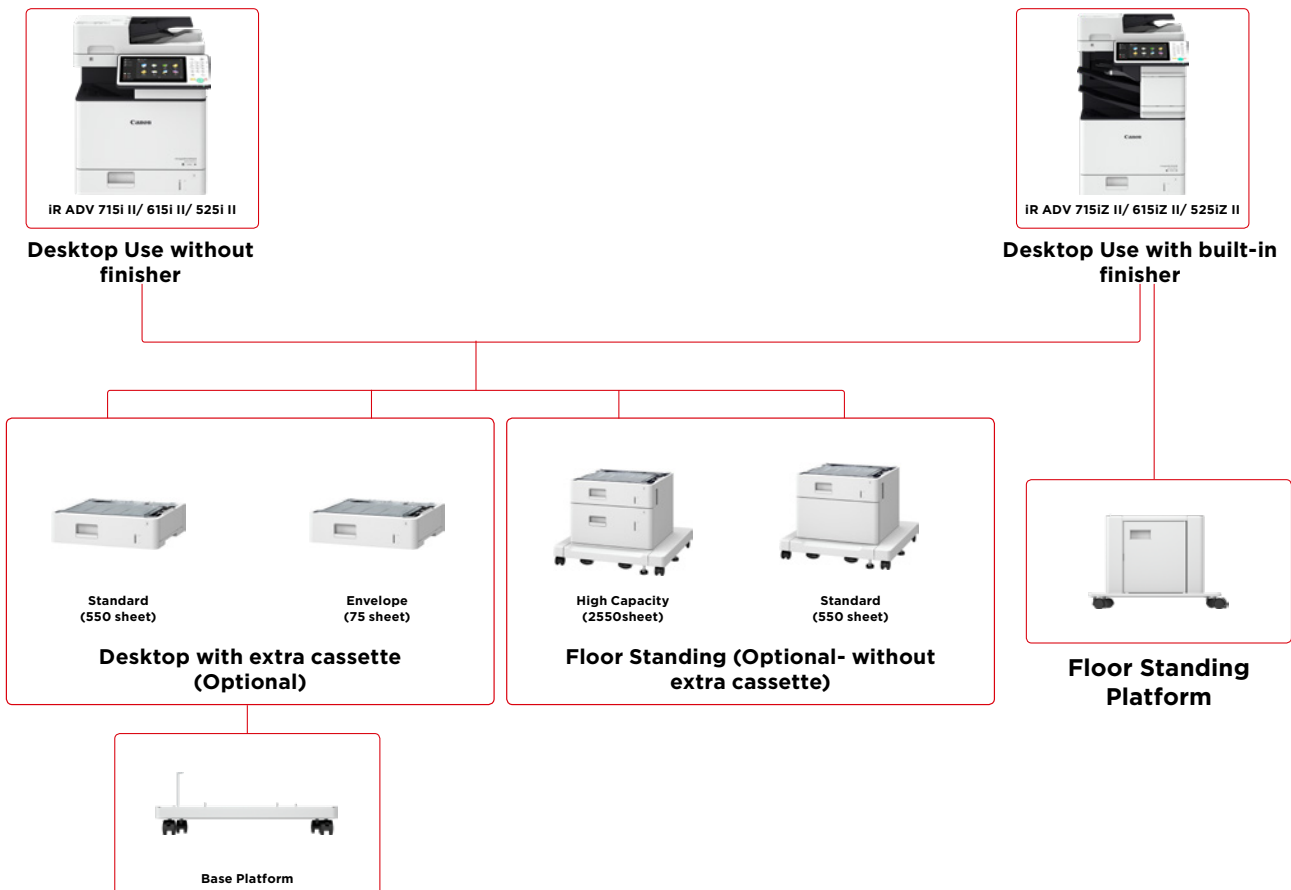 Canon
Canon
iR ADV 715i II/ 615i II/ 525i II
iR ADV 715iZ II/ 615iZ II/ 525iZ II
Desktop Use without
finisher
Desktop Use with built-in
finisher
Standard
(550 sheet)
Envelope
(75 sheet)
High Capacity
(2550sheet)
Standard
(550 sheet)
Desktop with extra cassette
(Optional)
Floor Standing (Optional- without
extra cassette)
Floor Standing
Platform
Base Platform